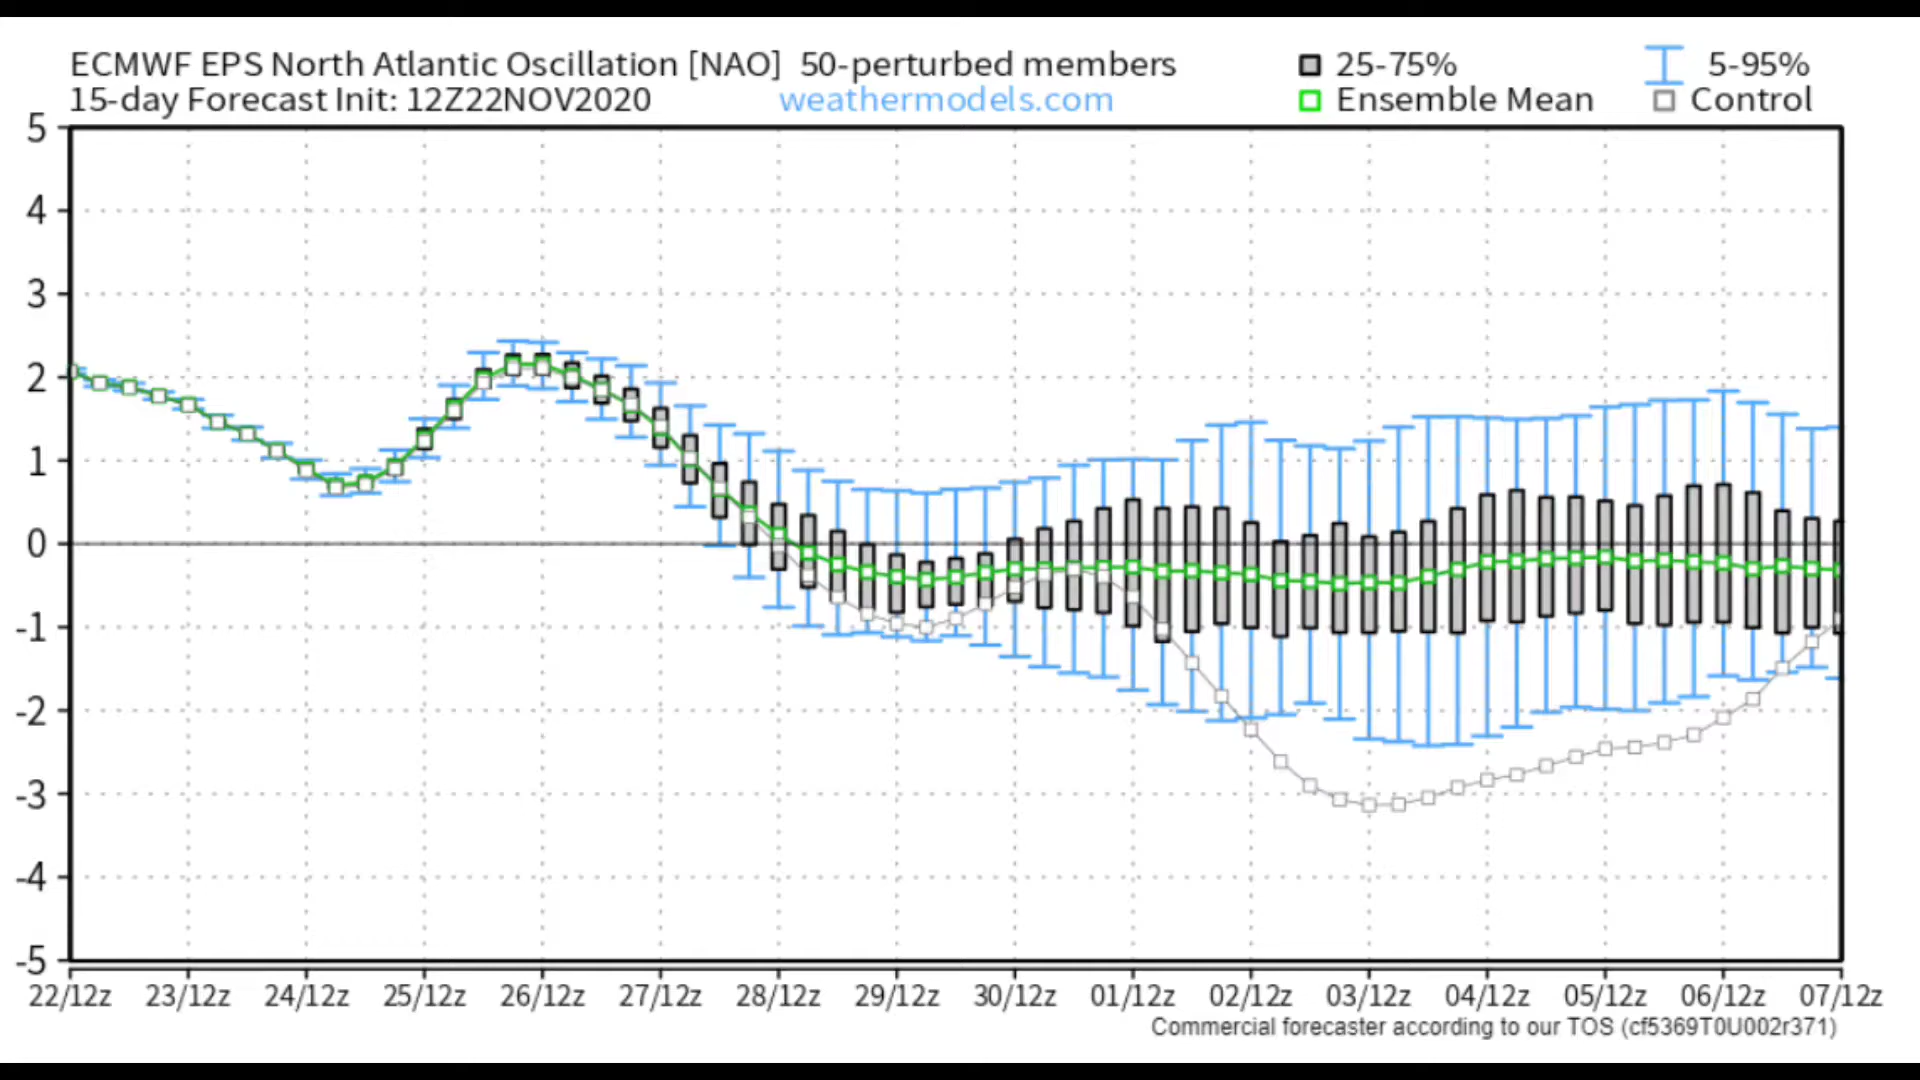 ECMWF EPS North Atlantic Oscillation [NAO] 50-perturbed members
15-day Forecast Init: 12Z22NOV2020 weathermodels.com
25-75% 5-95%
Ensemble Mean Control
5
4
3
2
1
0
-1
-2
-3
-4
-5
22/12z 23/12z 24/12z 25/12z 26/12z 27/12z 28/12z 29/12z 30/12z 01/12z 02/12z 03/12z 04/12z 05/12z 06/12z 07/12z
Commercial forecaster according to our TOS (cf5369T0U002r371)